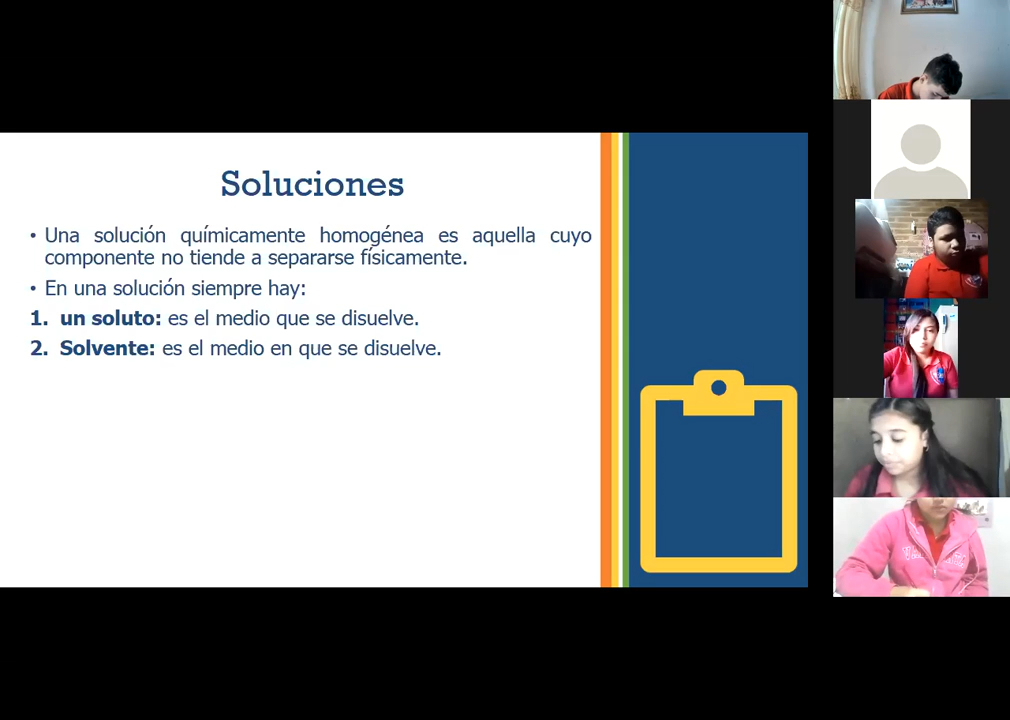 Soluciones
• Una solución químicamente homogénea es aquella cuyo
componente no tiende a separarse físicamente.
• En una solución siempre hay:
1. un soluto: es el medio que se disuelve.
2. Solvente: es el medio en que se disuelve.